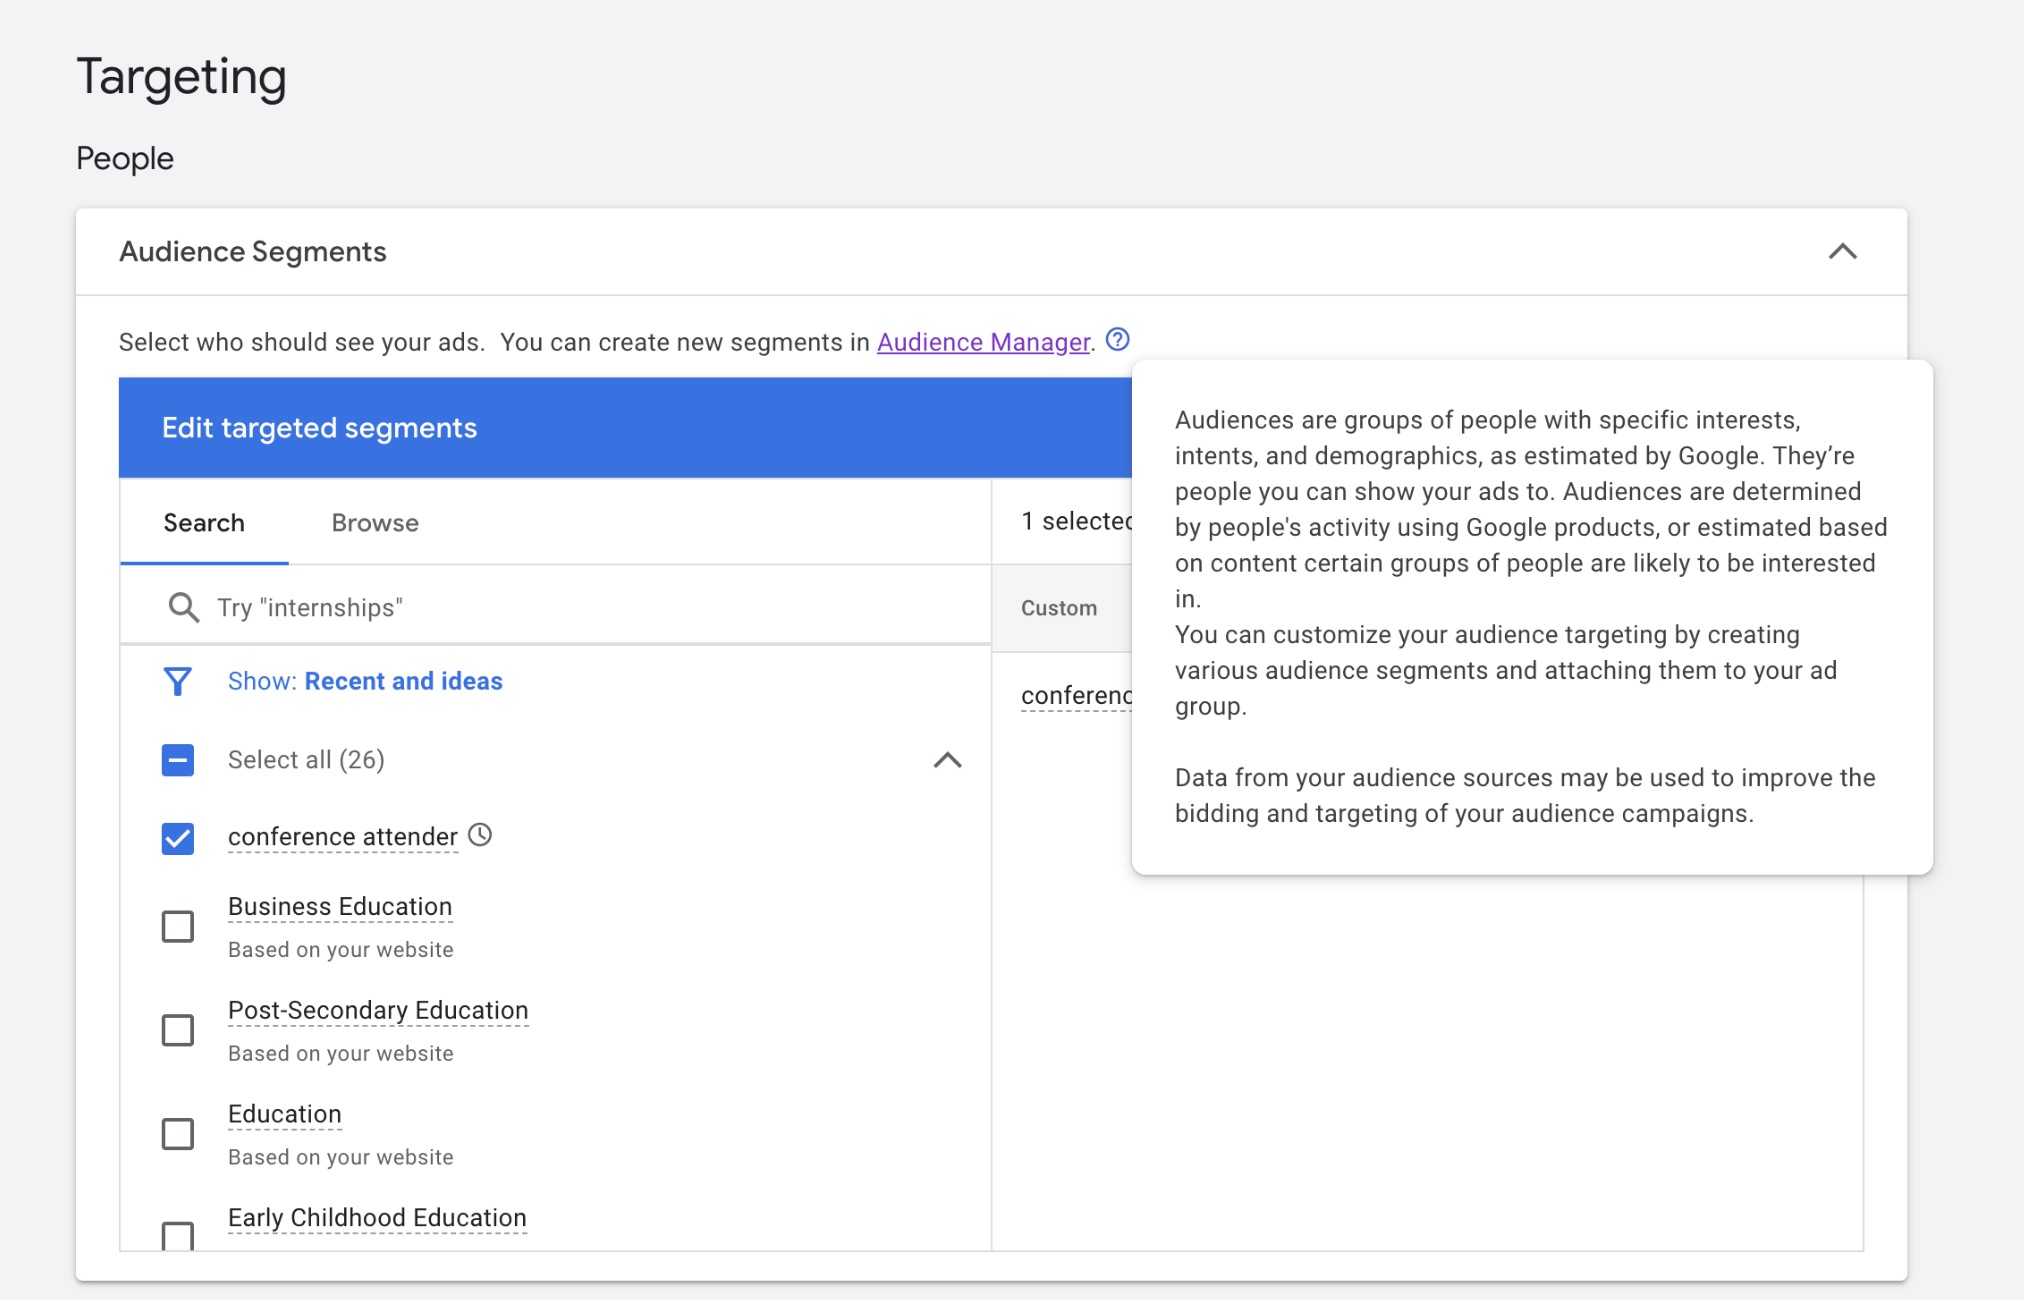 Targeting
People
Audience Segments
Select who should see your ads.  You can create new segments in Audience Manager.
Edit targeted segments
Search
Browse
1 selected
Try "internships"
Custom
Show: Recent and ideas
conferenc
Select all (26)
conference attender
Business Education
Based on your website
Post-Secondary Education
Based on your website
Education
Based on your website
Early Childhood Education
Audiences are groups of people with specific interests,
intents, and demographics, as estimated by Google. They’re
people you can show your ads to. Audiences are determined
by people's activity using Google products, or estimated based
on content certain groups of people are likely to be interested
in.
You can customize your audience targeting by creating
various audience segments and attaching them to your ad
group.
Data from your audience sources may be used to improve the
bidding and targeting of your audience campaigns.